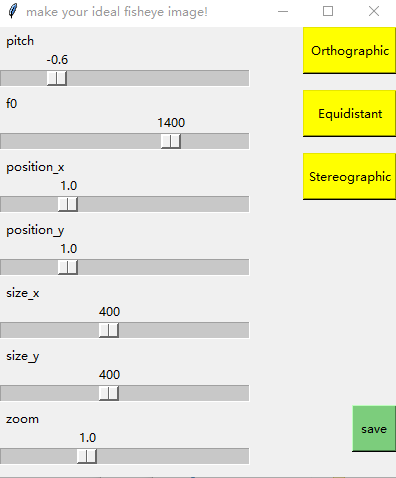 make your ideal fisheye image!
pitch
-0.6
f0
1400
position_x
1.0
position_y
1.0
size_x
400
size_y
400
zoom
1.0
Orthographic
Equidistant
Stereographic
save